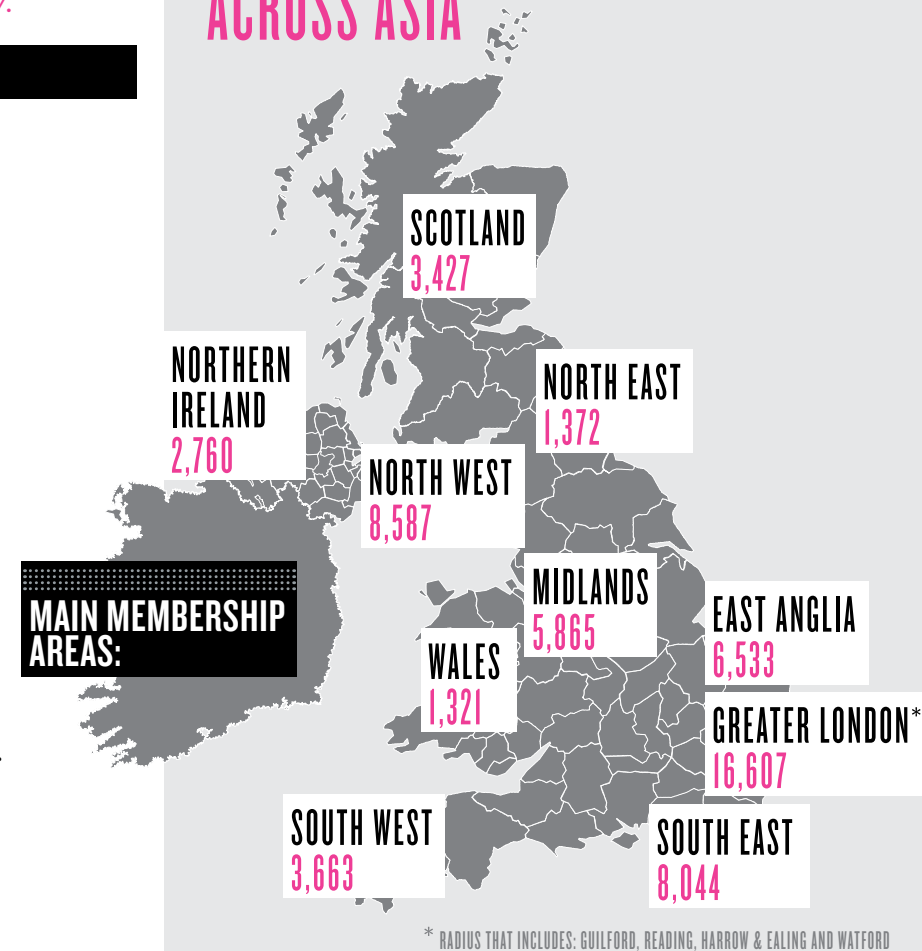 ACROSS ASIA
SCOTLAND
3,427
NORTHERN
IRELAND
2,760
NORTH EAST
1,372
NORTH WEST
8,587
MAIN MEMBERSHIP
AREAS:
MIDLANDS
5,865
EAST ANGLIA
6,533
WALES
1,321
GREATER LONDON*
16,607
SOUTH WEST
3,663
SOUTH EAST
8,044
* RADIUS THAT INCLUDES: GUILFORD, READING, HARROW & EALING AND WATFORD